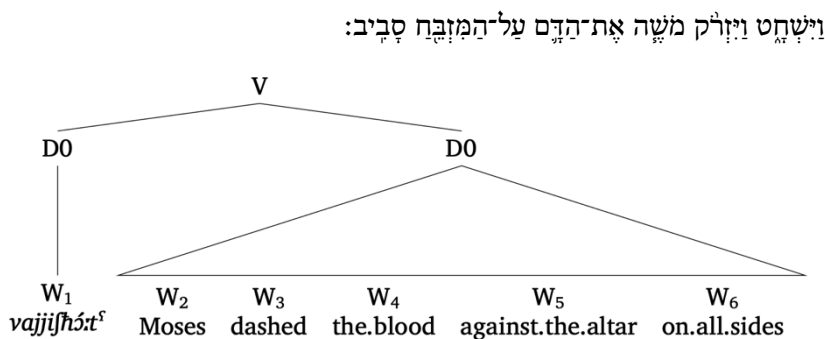 וַיִּשְׁחָ֑ט וַיִּזְרֹ֨ק מֹשֶׁ֧ה אֶת־הַדָּ֛ם עַל־הַמִּזְבֵּ֖חַ סָבִֽיב׃
V
D0 D0
W₁ W₂ W₃ W₄ W₅ W₆
vajjiʃħɔ́ːtˤ Moses dashed the.blood against.the.altar on.all.sides